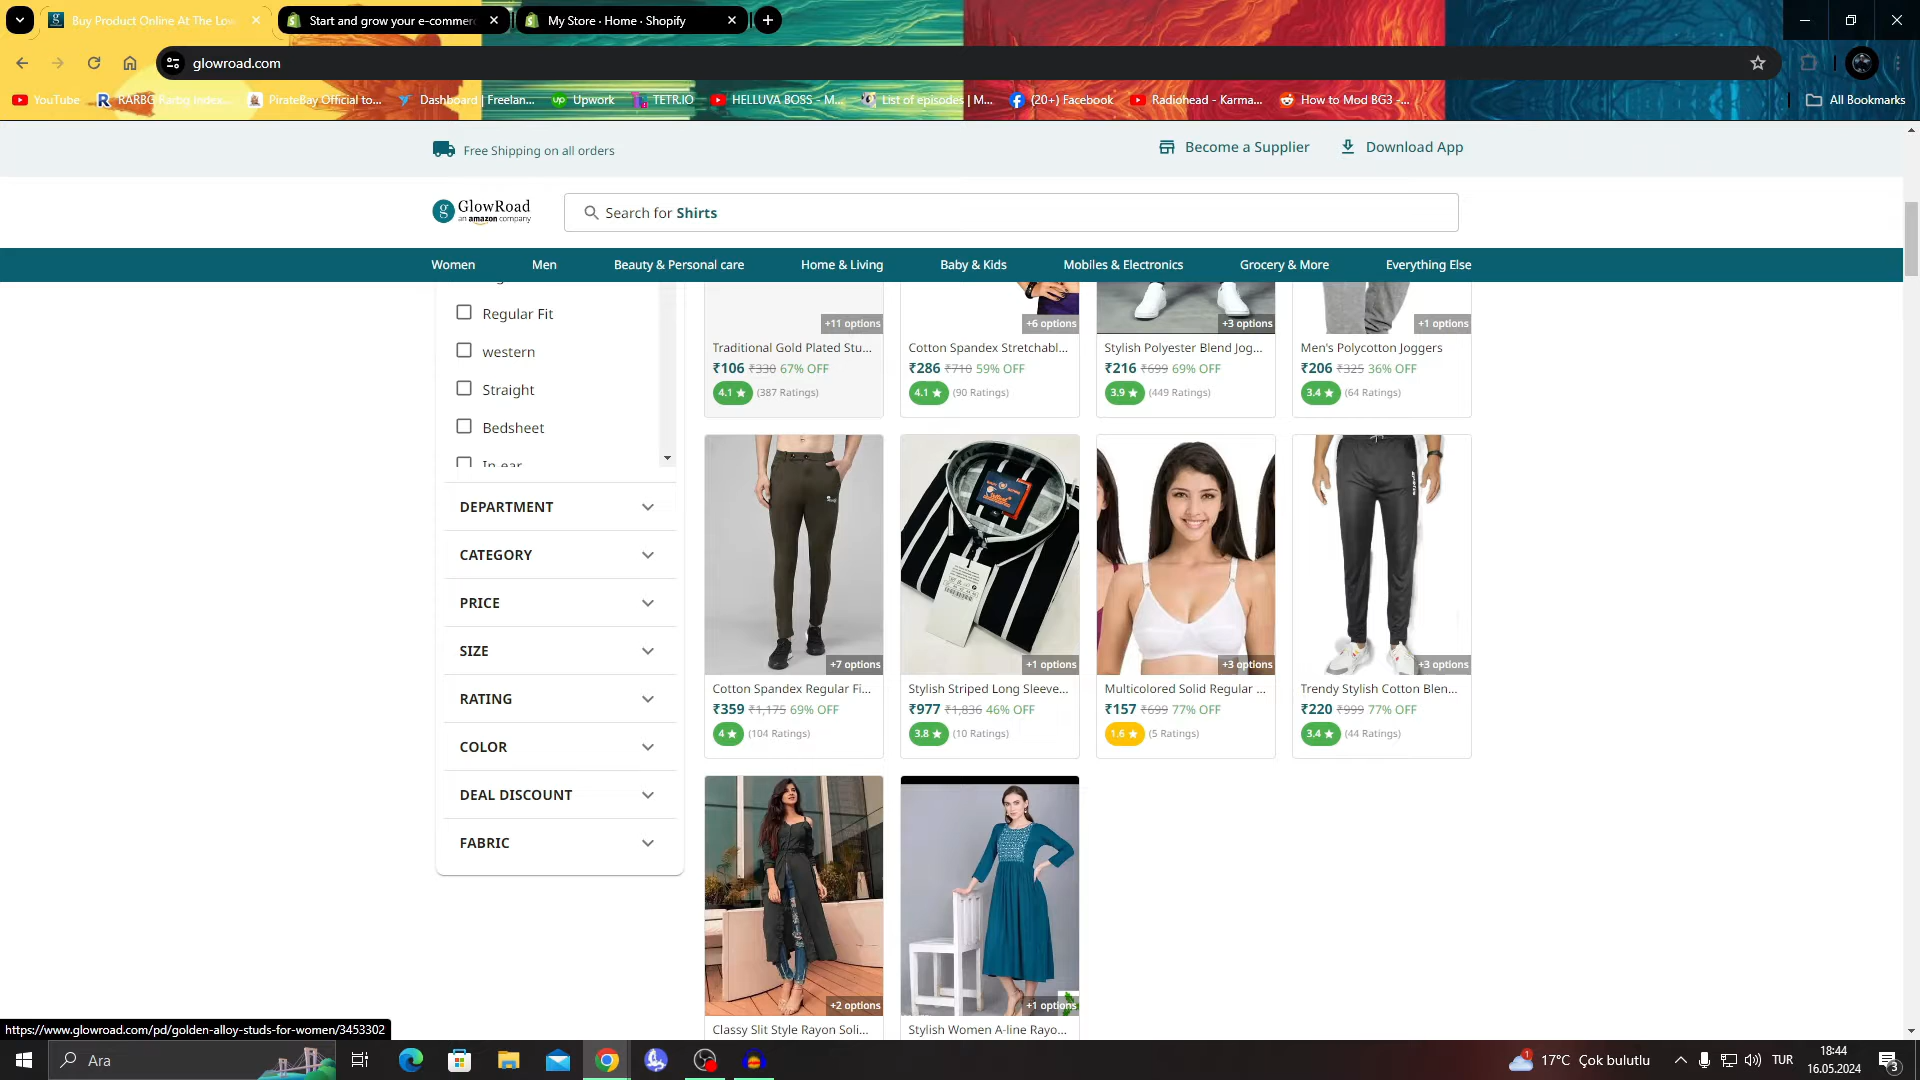 Buy Product Online At The Low
Start and grow your e-commerc
My Store · Home · Shopify
glowroad.com
YouTube
RARBG Rarbg Index...
PirateBay Official to...
Dashboard | Freelan...
Upwork
TETR.IO
HELLUVA BOSS - M...
List of episodes | M...
(20+) Facebook
Radiohead - Karma...
How to Mod BG3 -...
All Bookmarks
Free Shipping on all orders
Become a Supplier
Download App
g GlowRoad
an amazon company
Search for Shirts
Women
Men
Beauty & Personal care
Home & Living
Baby & Kids
Mobiles & Electronics
Grocery & More
Everything Else
Regular Fit
western
Straight
Bedsheet
In ear
DEPARTMENT
CATEGORY
PRICE
SIZE
RATING
COLOR
DEAL DISCOUNT
FABRIC
+11 options
Traditional Gold Plated Stu...
₹106 ₹330 67% OFF
4.1 ★ (387 Ratings)
+6 options
Cotton Spandex Stretchabl...
₹286 ₹710 59% OFF
4.1 ★ (90 Ratings)
+3 options
Stylish Polyester Blend Jog...
₹216 ₹699 69% OFF
3.9 ★ (449 Ratings)
+1 options
Men's Polycotton Joggers
₹206 ₹325 36% OFF
3.4 ★ (64 Ratings)
+7 options
Cotton Spandex Regular Fi...
₹359 ₹1,175 69% OFF
4 ★ (104 Ratings)
+1 options
Stylish Striped Long Sleeve...
₹977 ₹1,836 46% OFF
3.8 ★ (10 Ratings)
+3 options
Multicolored Solid Regular ...
₹157 ₹699 77% OFF
1.6 ★ (5 Ratings)
+3 options
Trendy Stylish Cotton Blen...
₹220 ₹999 77% OFF
3.4 ★ (44 Ratings)
+2 options
Classy Slit Style Rayon Soli...
+1 options
Stylish Women A-line Rayo...
https://www.glowroad.com/pd/golden-alloy-studs-for-women/3453302
Ara
1
17°C Çok bulutlu
TUR
18:44
16.05.2024
3